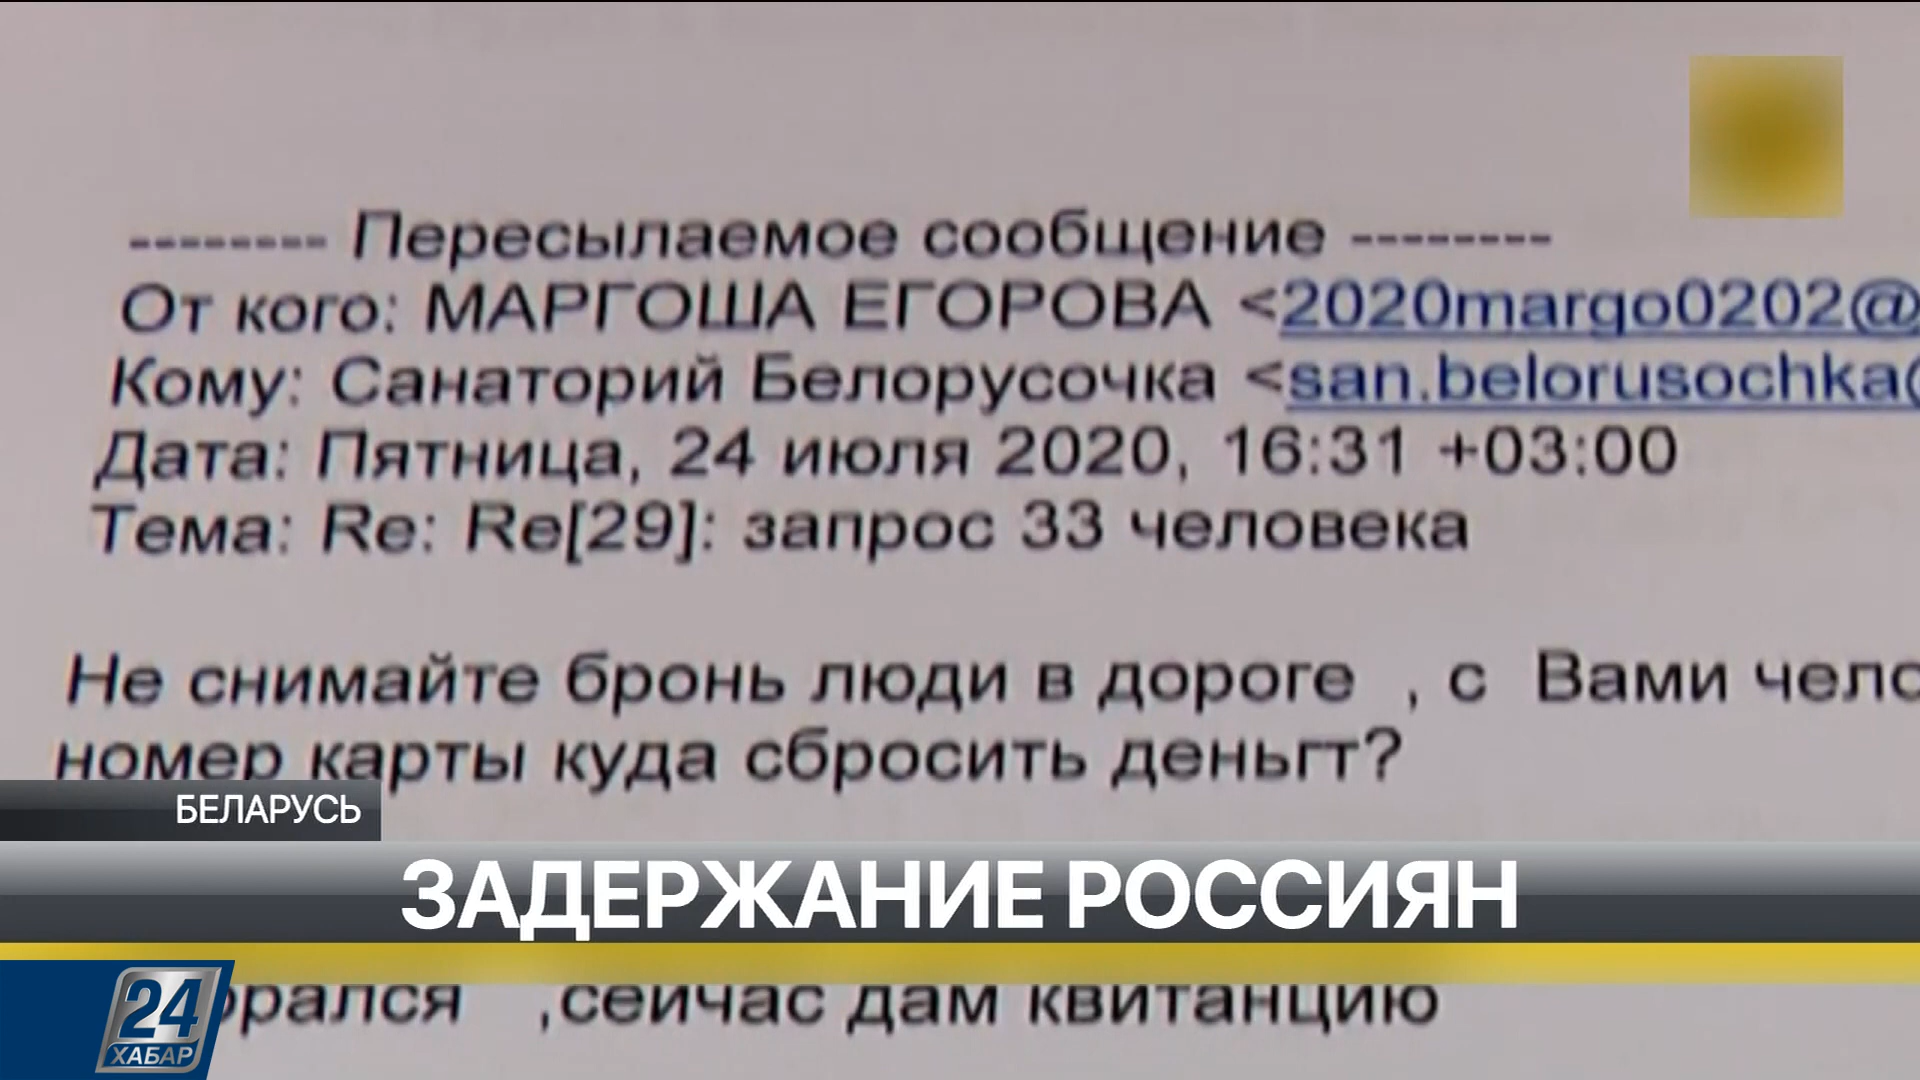 -------- Пересылаемое сообщение --------
От кого: МАРГОША ЕГОРОВА <2020margo0202@
Кому: Санаторий Белорусочка <san.belorusochka@
Дата: Пятница, 24 июля 2020, 16:31 +03:00
Тема: Re: Re[29]: запрос 33 человека
Не снимайте бронь люди в дороге , с Вами
номер карты куда сбросить деньгт?
БЕЛАРУСЬ
ЗАДЕРЖАНИЕ РОССИЯН
,сейчас дам квитанцию
24
ХАБАР